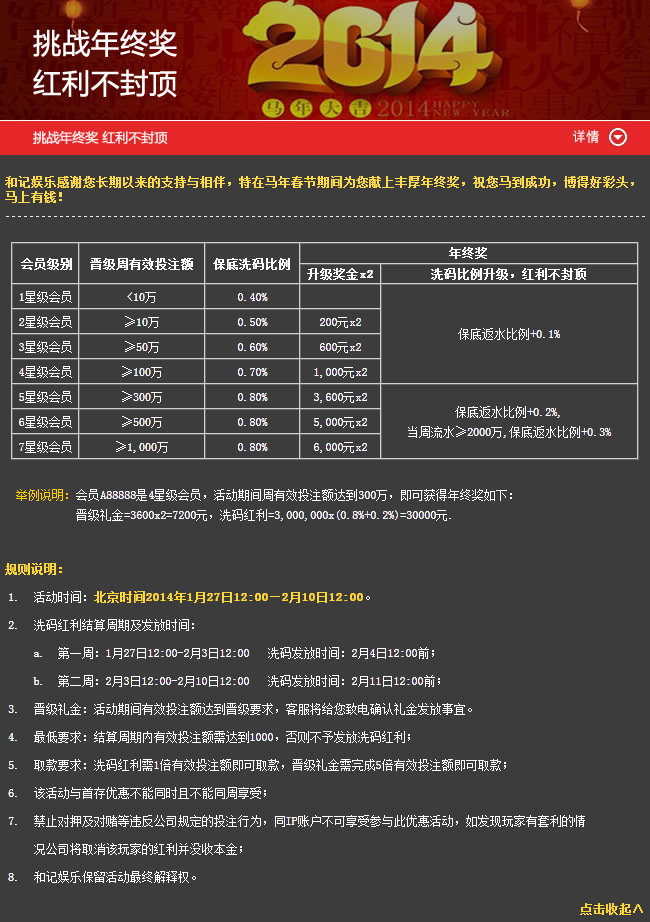 挑战年终奖
红利不封顶
2014
马年大吉 2014 HAPPY NEW YEAR
挑战年终奖 红利不封顶 详情
和记娱乐感谢您长期以来的支持与相伴，特在马年春节期间为您献上丰厚年终奖，祝您马到成功，博得好彩头，
马上有钱！
会员级别 晋级周有效投注额 保底洗码比例 年终奖
升级奖金x2 洗码比例升级，红利不封顶
1星级会员 <10万 0.40%
2星级会员 ≥10万 0.50% 200元x2
保底返水比例+0.1%
3星级会员 ≥50万 0.60% 600元x2
4星级会员 ≥100万 0.70% 1,000元x2
5星级会员 ≥300万 0.80% 3,600元x2
保底返水比例+0.2%,
6星级会员 ≥500万 0.80% 5,000元x2
当周流水≥2000万,保底返水比例+0.3%
7星级会员 ≥1,000万 0.80% 6,000元x2
举例说明：会员A88888是4星级会员，活动期间周有效投注额达到300万，即可获得年终奖如下：
晋级礼金=3600x2=7200元，洗码红利=3,000,000x(0.8%+0.2%)=30000元.
规则说明：
1. 活动时间：北京时间2014年1月27日12:00－2月10日12:00。
2. 洗码红利结算周期及发放时间：
a. 第一周：1月27日12:00-2月3日12:00 洗码发放时间：2月4日12:00前；
b. 第二周：2月3日12:00-2月10日12:00 洗码发放时间：2月11日12:00前；
3. 晋级礼金：活动期间有效投注额达到晋级要求，客服将给您致电确认礼金发放事宜。
4. 最低要求：结算周期内有效投注额需达到1000，否则不予发放洗码红利；
5. 取款要求：洗码红利需1倍有效投注额即可取款，晋级礼金需完成5倍有效投注额即可取款；
6. 该活动与首存优惠不能同时且不能同周享受；
7. 禁止对押及对赌等违反公司规定的投注行为，同IP账户不可享受参与此优惠活动，如发现玩家有套利的情
况公司将取消该玩家的红利并没收本金；
8. 和记娱乐保留活动最终解释权。
点击收起∧